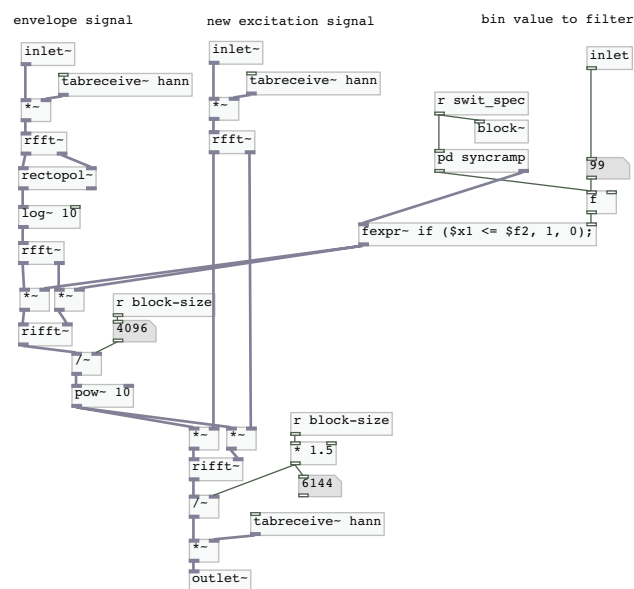 envelope signal
new excitation signal
bin value to filter
inlet~
inlet~
inlet
tabreceive~ hann
tabreceive~ hann
*~
*~
r swit_spec
block~
rfft~
rfft~
pd syncramp
99
rectopol~
f
log~ 10
fexpr~ if ($x1 <= $f2, 1, 0);
rfft~
*~
*~
r block-size
rifft~
4096
/~
pow~ 10
r block-size
*~
*~
* 1.5
rifft~
6144
/~
tabreceive~ hann
*~
outlet~